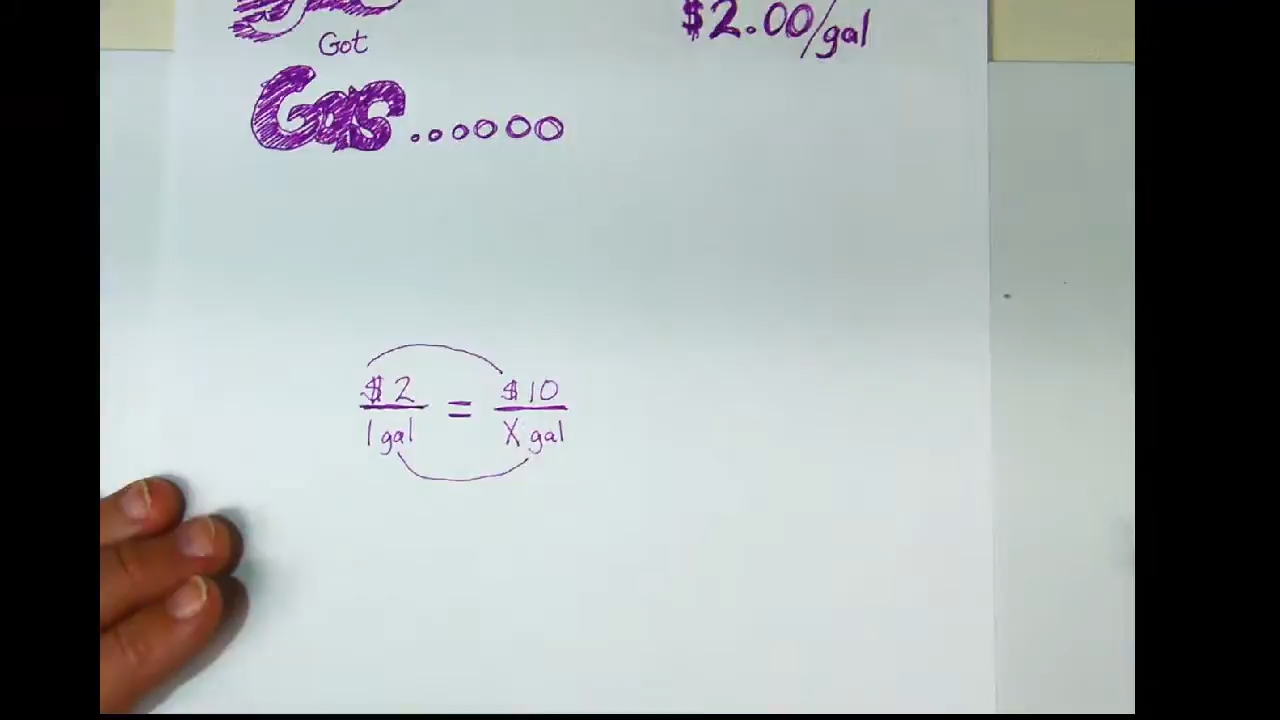 $2.00/gal
Got
Gas......
$2 = $10
1gal X gal